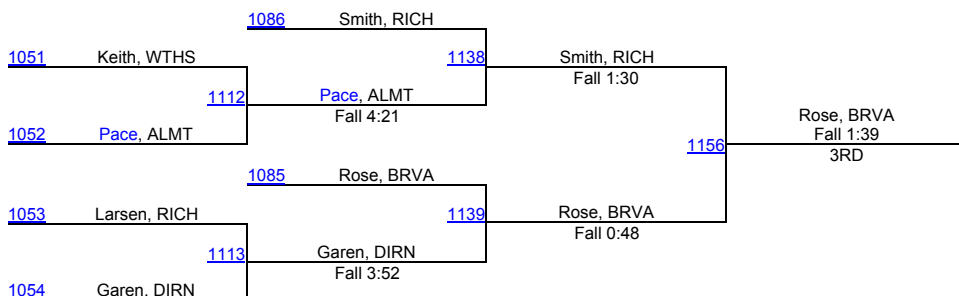 1086 Smith, RICH
1051 Keith, WTHS
1138 Smith, RICH
Fall 1:30
1112 Pace, ALMT
Fall 4:21
1052 Pace, ALMT
Rose, BRVA
1156 Fall 1:39
3RD
1085 Rose, BRVA
1053 Larsen, RICH
1139 Rose, BRVA
Fall 0:48
1113 Garen, DIRN
Fall 3:52
1054 Garen, DIRN